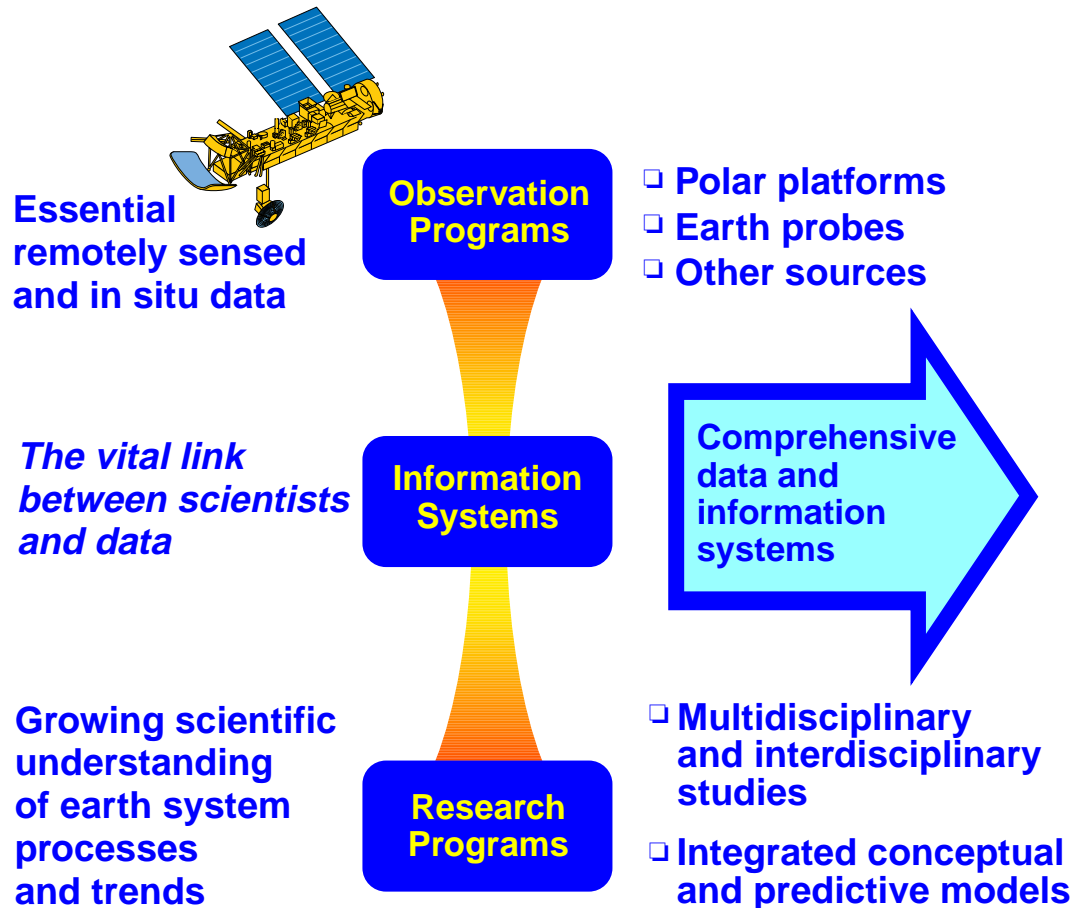 Essential
remotely sensed
and in situ data
Observation
Programs
❏ Polar platforms
❏ Earth probes
❏ Other sources
The vital link
between scientists
and data
Information
Systems
Comprehensive
data and
information
systems
Growing scientific
understanding
of earth system
processes
and trends
Research
Programs
❏ Multidisciplinary
and interdisciplinary
studies
❏ Integrated conceptual
and predictive models